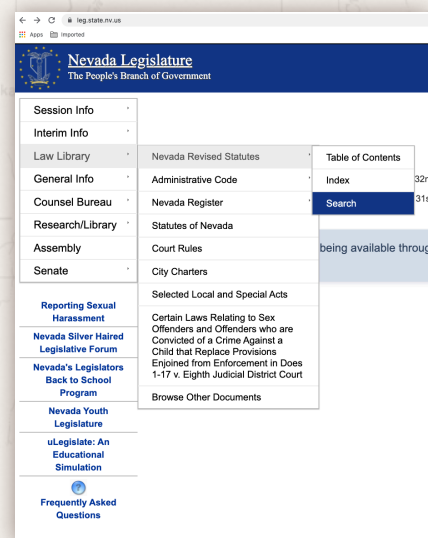 leg.state.nv.us
Apps Imported
Nevada Legislature
The People's Branch of Government
Session Info
Interim Info
Law Library
General Info
Counsel Bureau
Research/Library
Assembly
Senate
Nevada Revised Statutes
Administrative Code
Nevada Register
Statutes of Nevada
Court Rules
City Charters
Selected Local and Special Acts
Certain Laws Relating to Sex
Offenders and Offenders who are
Convicted of a Crime Against a
Child that Replace Provisions
Enjoined from Enforcement in Does
1-17 v. Eighth Judicial District Court
Browse Other Documents
Table of Contents
Index
Search
being available
Reporting Sexual
Harassment
Nevada Silver Haired
Legislative Forum
Nevada's Legislators
Back to School
Program
Nevada Youth
Legislature
uLegislate: An
Educational
Simulation
Frequently Asked
Questions